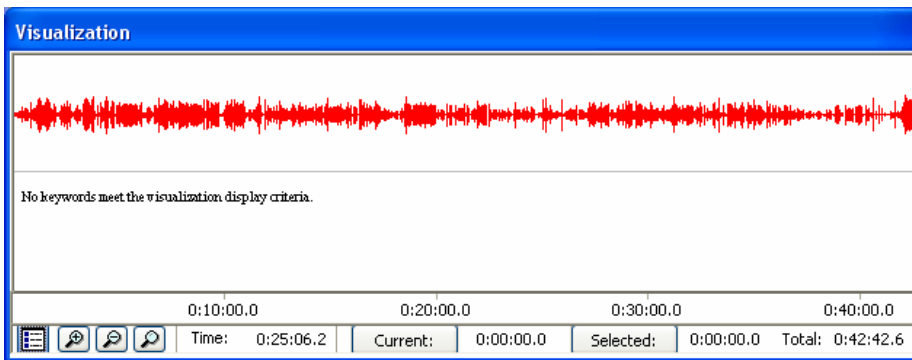 Visualization
No keywords meet the visualization display criteria.
0:10:00.0 0:20:00.0 0:30:00.0 0:40:00.0
Time: 0:25:06.2 Current: 0:00:00.0 Selected: 0:00:00.0 Total: 0:42:42.6